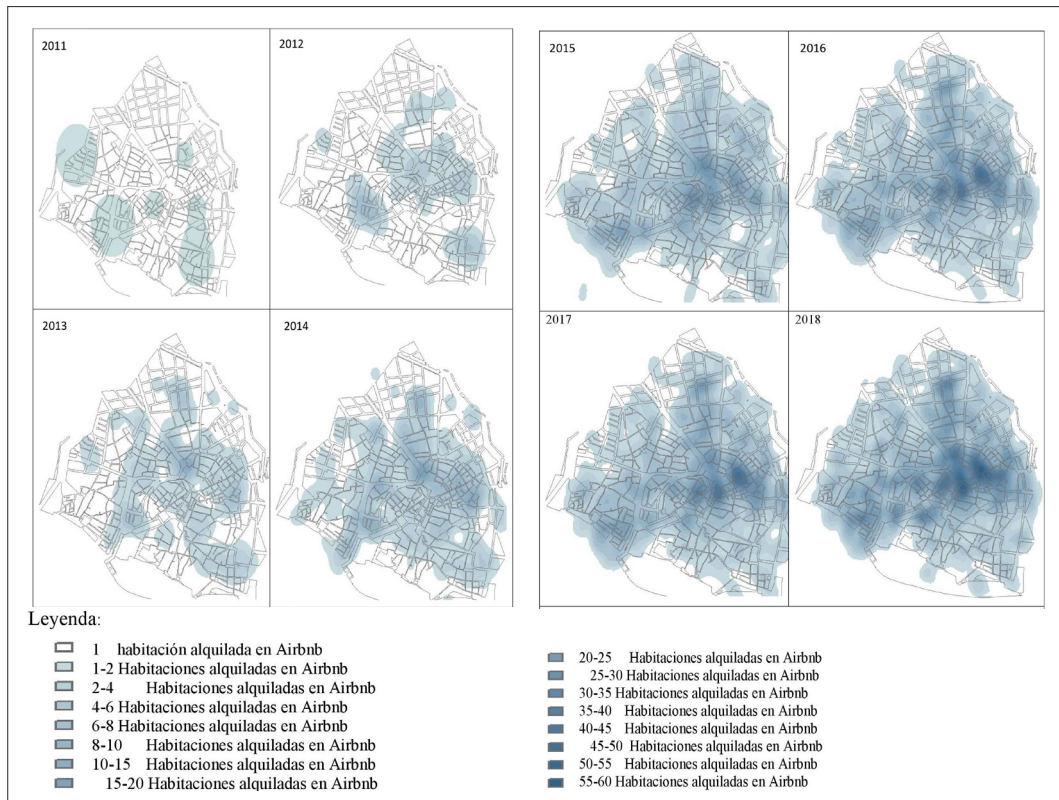 2011
2012
2015
2016
2013
2014
2017
2018
Leyenda:
1 habitación alquilada en Airbnb
1-2 Habitaciones alquiladas en Airbnb
2-4 Habitaciones alquiladas en Airbnb
4-6 Habitaciones alquiladas en Airbnb
6-8 Habitaciones alquiladas en Airbnb
8-10 Habitaciones alquiladas en Airbnb
10-15 Habitaciones alquiladas en Airbnb
15-20 Habitaciones alquiladas en Airbnb
20-25 Habitaciones alquiladas en Airbnb
25-30 Habitaciones alquiladas en Airbnb
30-35 Habitaciones alquiladas en Airbnb
35-40 Habitaciones alquiladas en Airbnb
40-45 Habitaciones alquiladas en Airbnb
45-50 Habitaciones alquiladas en Airbnb
50-55 Habitaciones alquiladas en Airbnb
55-60 Habitaciones alquiladas en Airbnb